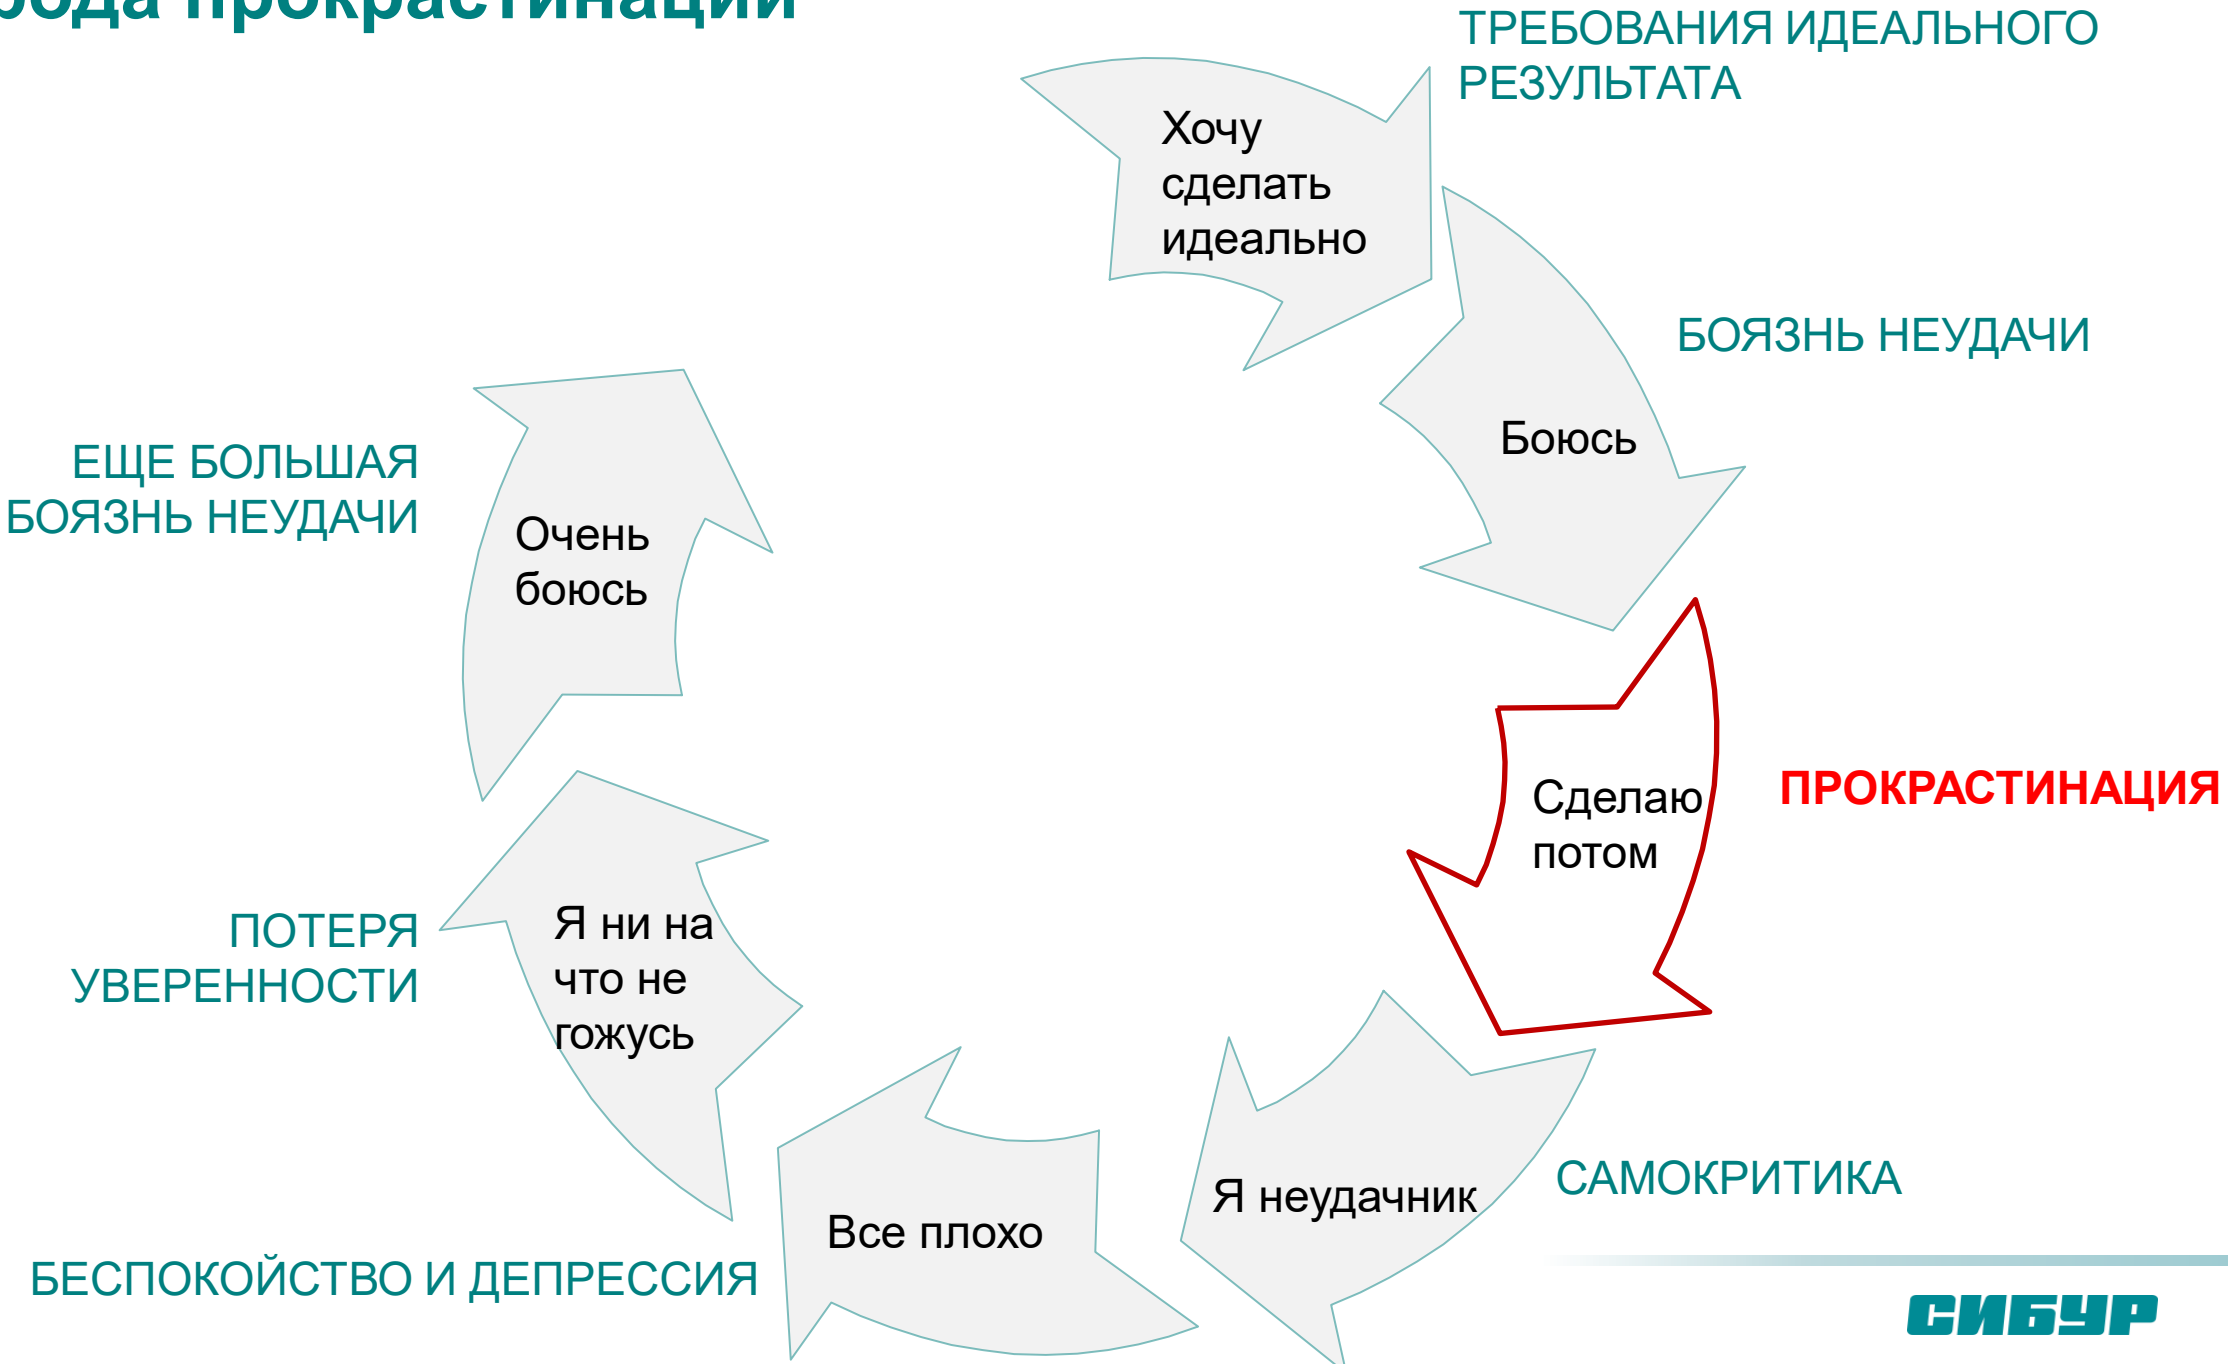 прокрастинации
ТРЕБОВАНИЯ ИДЕАЛЬНОГО
РЕЗУЛЬТАТА
Хочу
сделать
идеально
БОЯЗНЬ НЕУДАЧИ
Боюсь
ПРОКРАСТИНАЦИЯ
Сделаю
потом
САМОКРИТИКА
Я неудачник
Все плохо
БЕСПОКОЙСТВО И ДЕПРЕССИЯ
Я ни на
что не
гожусь
ПОТЕРЯ
УВЕРЕННОСТИ
Очень
боюсь
ЕЩЕ БОЛЬШАЯ
БОЯЗНЬ НЕУДАЧИ
СИБУР